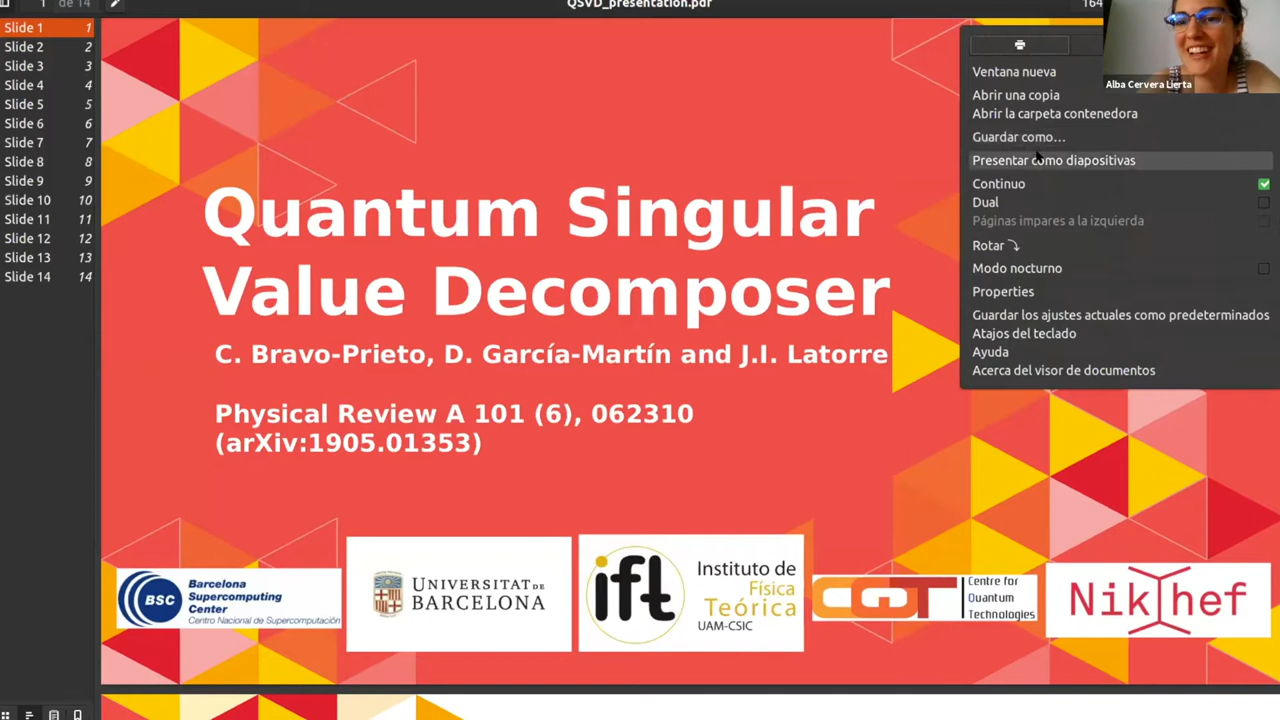 1 de 14
QSVD_presentation.pdf
164
Slide 1 1
Slide 2 2
Slide 3 3
Slide 4 4
Slide 5 5
Slide 6 6
Slide 7 7
Slide 8 8
Slide 9 9
Slide 10 10
Slide 11 11
Slide 12 12
Slide 13 13
Slide 14 14
Quantum Singular
Value Decomposer
C. Bravo-Prieto, D. García-Martín and J.I. Latorre
Physical Review A 101 (6), 062310
(arXiv:1905.01353)
BSC
Barcelona
Supercomputing
Center
Centro Nacional de Supercomputación
UNIVERSITAT DE
BARCELONA
ift
Instituto de
Física
Teórica
UAM-CSIC
CQT
Centre for
Quantum
Technologies
Nikhef
Alba Cervera Lierta
Ventana nueva
Abrir una copia
Abrir la carpeta contenedora
Guardar como...
Presentar como diapositivas
Continuo
Dual
Páginas impares a la izquierda
Rotar
Modo nocturno
Properties
Guardar los ajustes actuales como predeterminados
Atajos del teclado
Ayuda
Acerca del visor de documentos